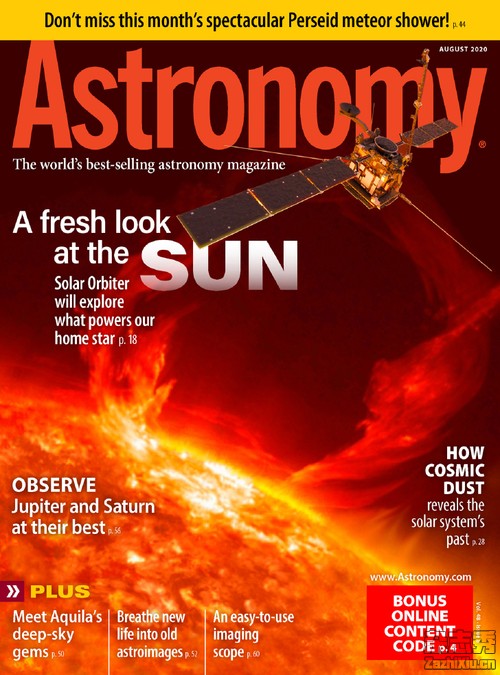 Don't miss this month's spectacular Perseid meteor shower! p. 44
AUGUST 2020
Astronomy®
The world's best-selling astronomy magazine
A fresh look
at the SUN
Solar Orbiter
will explore
what powers our
home star p. 18
OBSERVE
Jupiter and Saturn
at their best p. 56
HOW
COSMIC
DUST
reveals the
solar system's
past p. 28
www.Astronomy.com
BONUS
ONLINE
CONTENT
CODE p. 4
» PLUS
Meet Aquila's
deep-sky
gems p. 50
Breathe new
life into old
astroimages p. 52
An easy-to-use
imaging
scope p. 60
ZaZhiXiu.cn